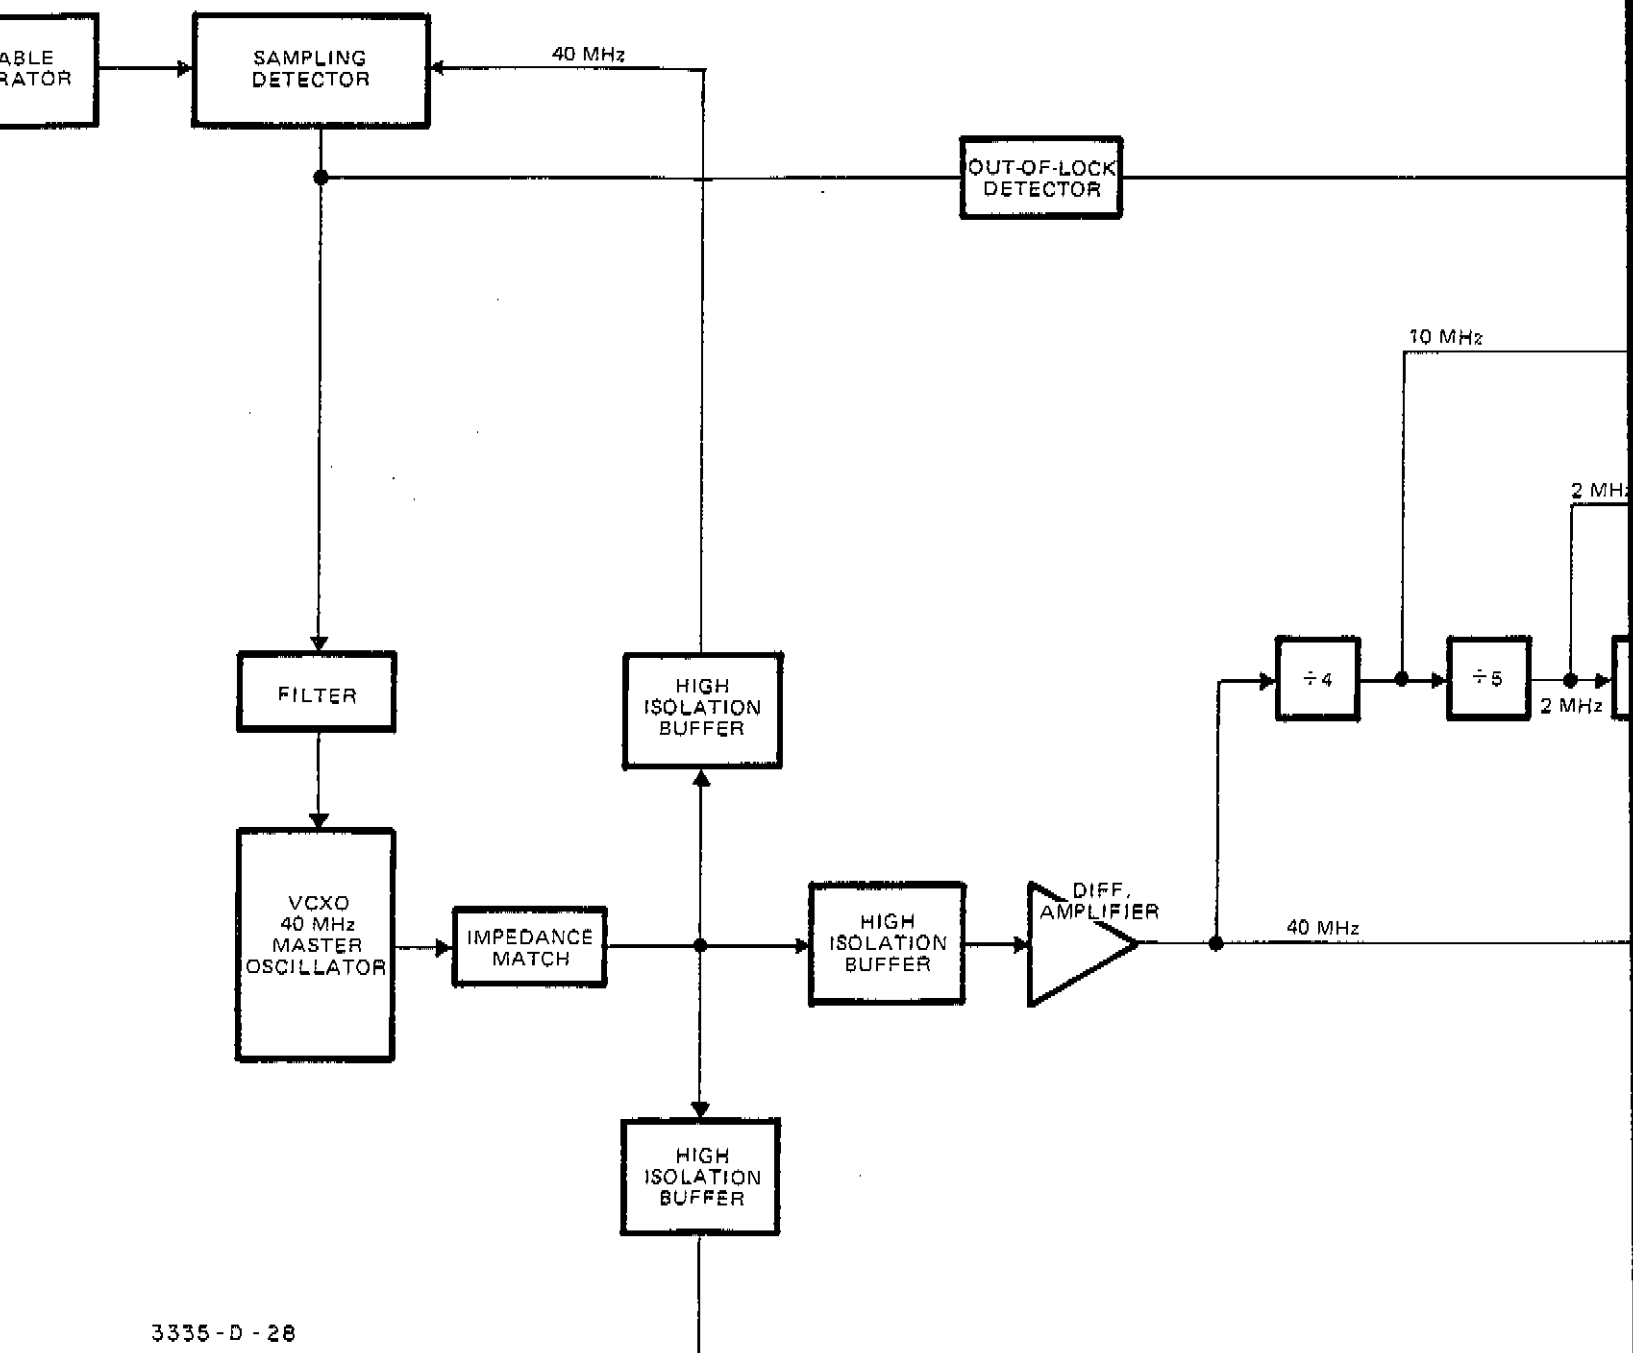 ABLE
RATOR
SAMPLING
DETECTOR
40 MHz
OUT-OF-LOCK
DETECTOR
10 MHz
2 MHz
FILTER
HIGH
ISOLATION
BUFFER
÷4
÷5
2 MHz
VCXO
40 MHz
MASTER
OSCILLATOR
IMPEDANCE
MATCH
HIGH
ISOLATION
BUFFER
DIFF.
AMPLIFIER
40 MHz
HIGH
ISOLATION
BUFFER
3335-D-28